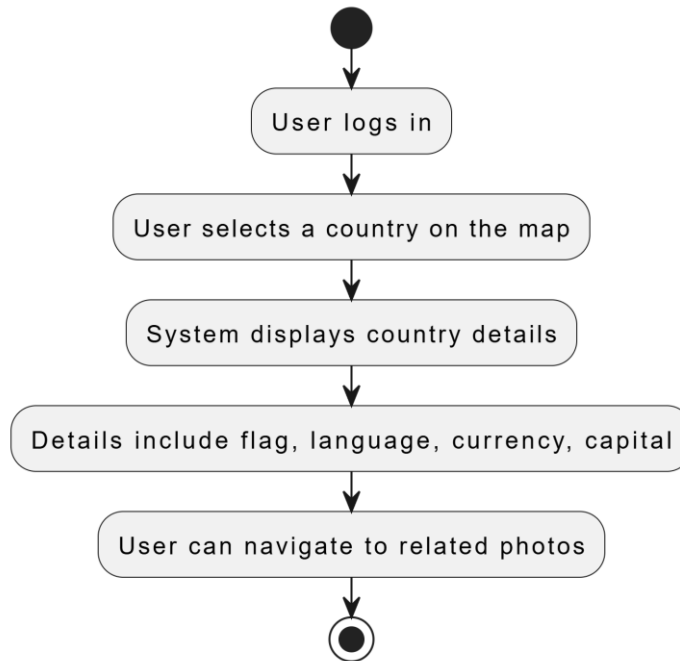 User logs in
User selects a country on the map
System displays country details
Details include flag, language, currency, capital
User can navigate to related photos